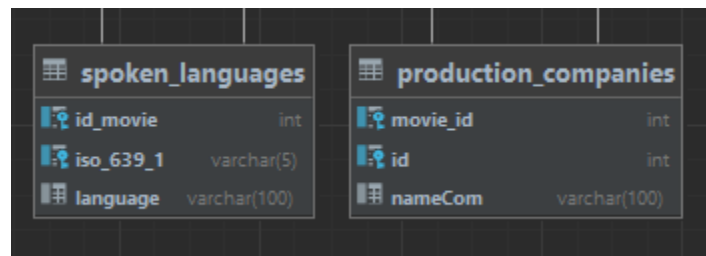 spoken_languages
id_movie int
iso_639_1 varchar(5)
language varchar(100)
production_companies
movie_id int
id int
nameCom varchar(100)